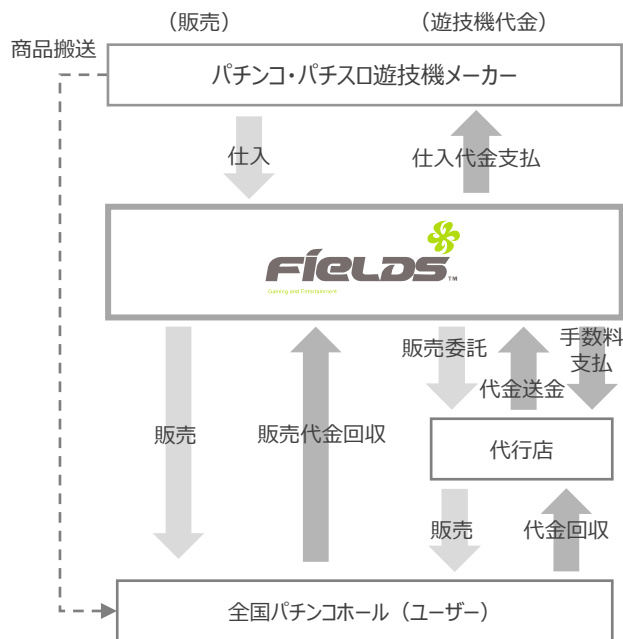 （販売）
（遊技機代金）
商品搬送
パチンコ・パチスロ遊技機メーカー
仕入
仕入代金支払
FIELDS™
Gaming and Entertainment
販売委託
手数料
支払
代金送金
販売
販売代金回収
代行店
販売
代金回収
全国パチンコホール（ユーザー）